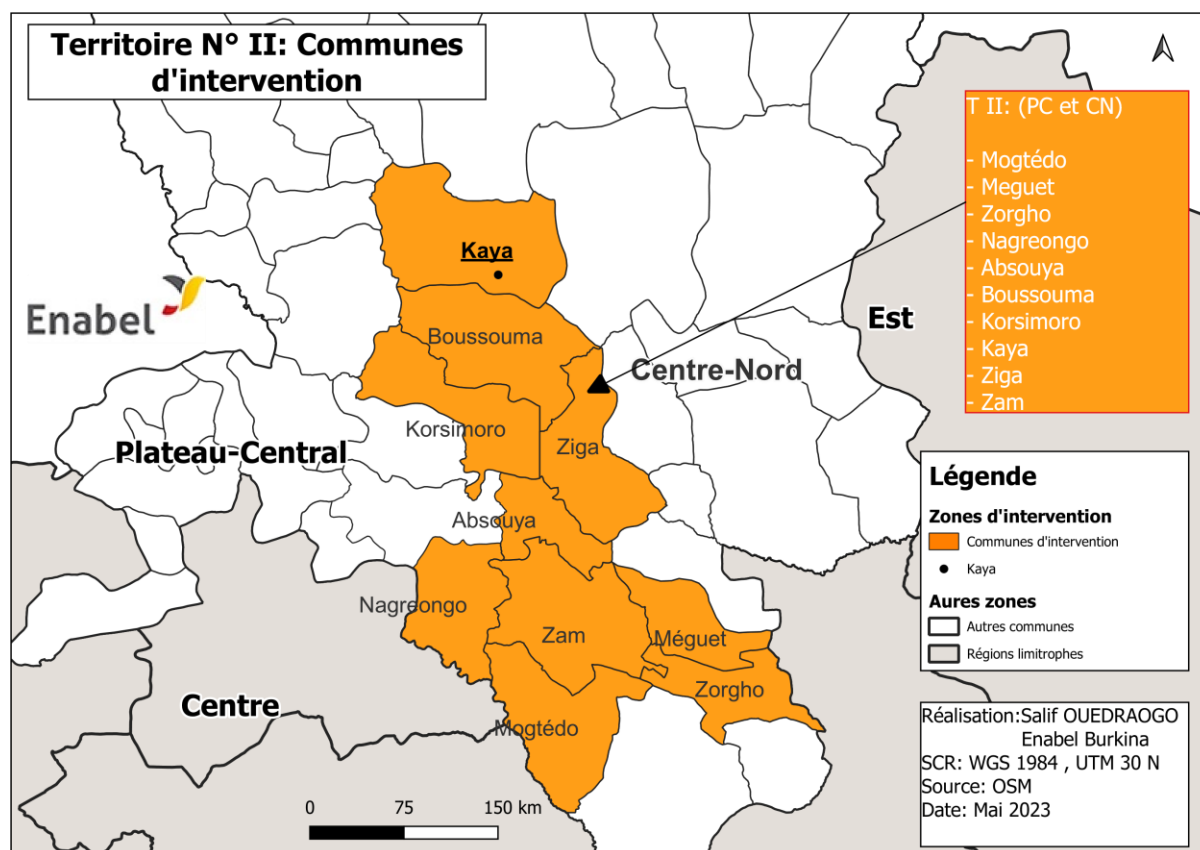 Territoire N° II: Communes
d'intervention
T II: (PC et CN)
- Mogtédo
- Meguet
- Zorgho
- Nagreongo
- Absouya
- Boussouma
- Korsimoro
- Kaya
- Ziga
- Zam
Kaya
Enabel
Boussouma
Est
Centre-Nord
Korsimoro
Plateau-Central
Ziga
Absouya
Nagreongo
Zam
Méguet
Zorgho
Centre
Mogtédo
Légende
Zones d'intervention
Communes d'intervention
Kaya
Aures zones
Autres communes
Régions limitrophes
Réalisation:Salif OUEDRAOGO
Enabel Burkina
SCR: WGS 1984 , UTM 30 N
Source: OSM
Date: Mai 2023
0 75 150 km